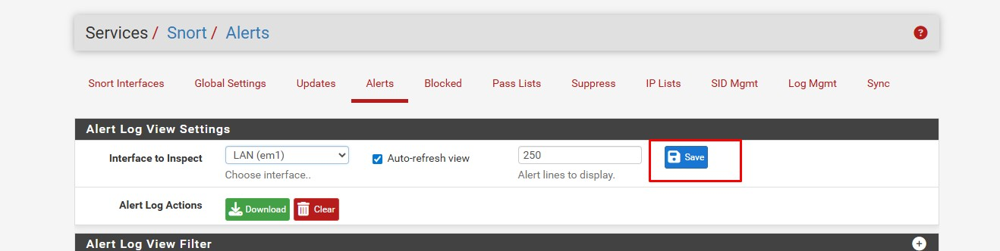 Services / Snort / Alerts
?
Snort Interfaces Global Settings Updates Alerts Blocked Pass Lists Suppress IP Lists SID Mgmt Log Mgmt Sync
Alert Log View Settings
Interface to Inspect LAN (em1) Auto-refresh view 250 Save
Choose interface.. Alert lines to display.
Alert Log Actions Download Clear
Alert Log View Filter +